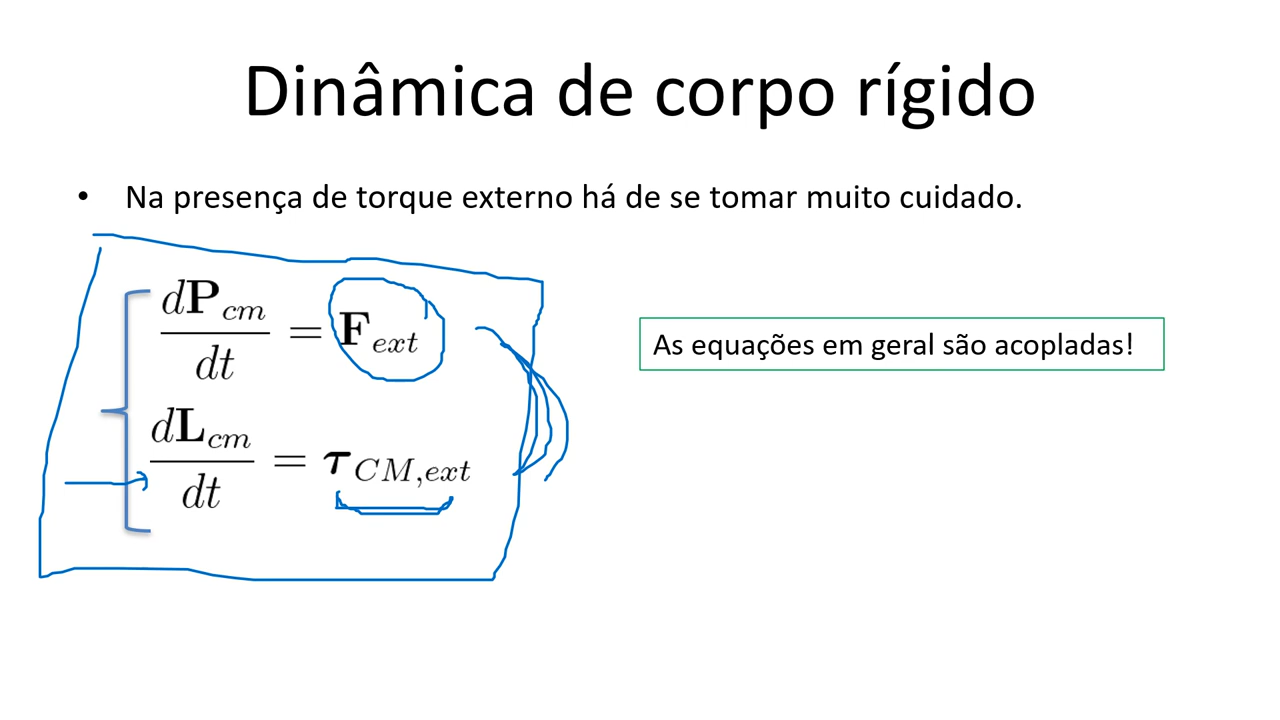 Dinâmica de corpo rígido
• Na presença de torque externo há de se tomar muito cuidado.
d𝐏_cm/dt = 𝐅_ext
d𝐋_cm/dt = 𝛕_CM,ext
As equações em geral são acopladas!